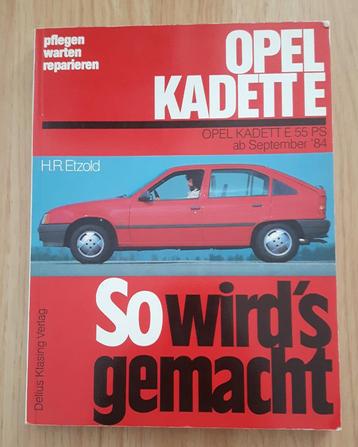 pflegen
warten
reparieren
OPEL
KADETT E
OPEL KADETT E 55 PS
ab September '84
H.R. Etzold
So wird's
gemacht
Delius Klasing Verlag